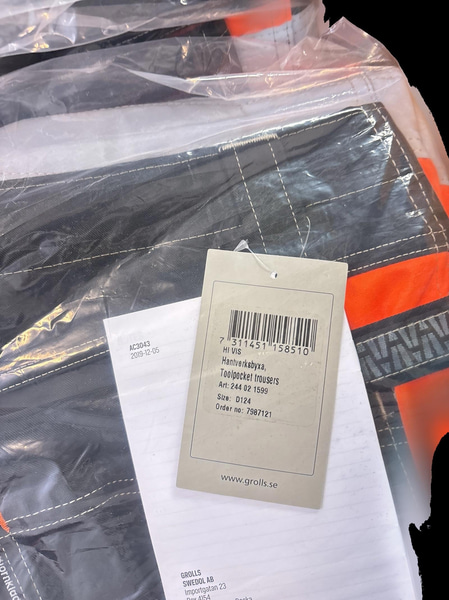 AC3043
2019-12-05
7 311451 158510
HI VIS
Hantverksbyxa,
Toolpocket trousers
Art: 244 02 1599
Size: D124
Order no: 7987121
www.grolls.se
GROLLS
SWEDOL AB
Importgatan 23